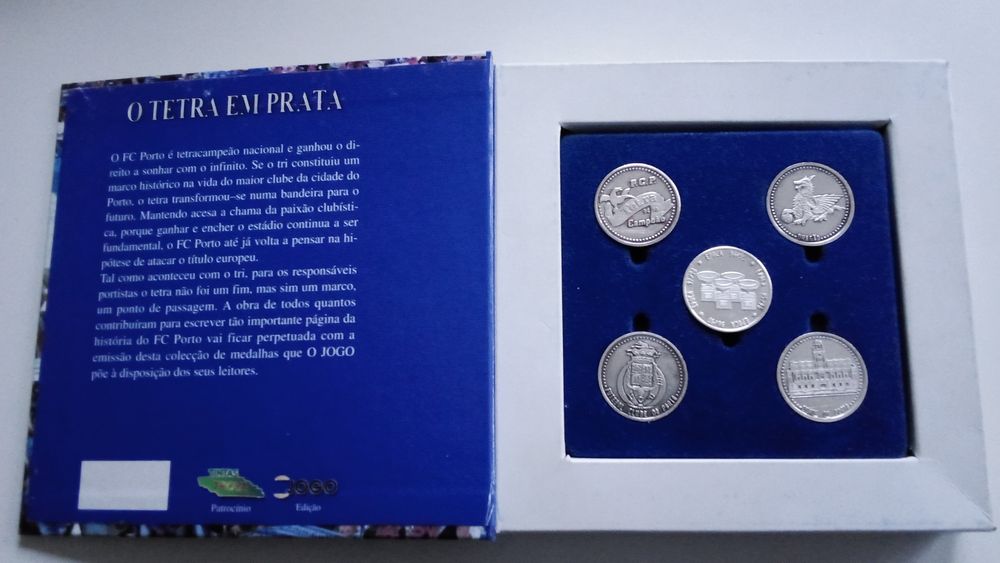 O TETRA EM PRATA
O FC Porto é tetracampeão nacional e ganhou o di-
reito a sonhar com o infinito. Se o tri constituiu um
marco histórico na vida do maior clube da cidade do
Porto, o tetra transformou-se numa bandeira para o
futuro. Mantendo acesa a chama da paixão clubísti-
ca, porque ganhar e encher o estádio continua a ser
fundamental, o FC Porto até já volta a pensar na hi-
pótese de atacar o título europeu.
Tal como aconteceu com o tri, para os responsáveis
portistas o tetra não foi um fim, mas sim um marco,
um ponto de passagem. A obra de todos quantos
contribuíram para escrever tão importante página da
história do FC Porto vai ficar perpetuada com a
emissão desta colecção de medalhas que O JOGO
põe à disposição dos seus leitores.
TINTAS
Patrocínio
JOGO
Edição
F.C.P
Campeão